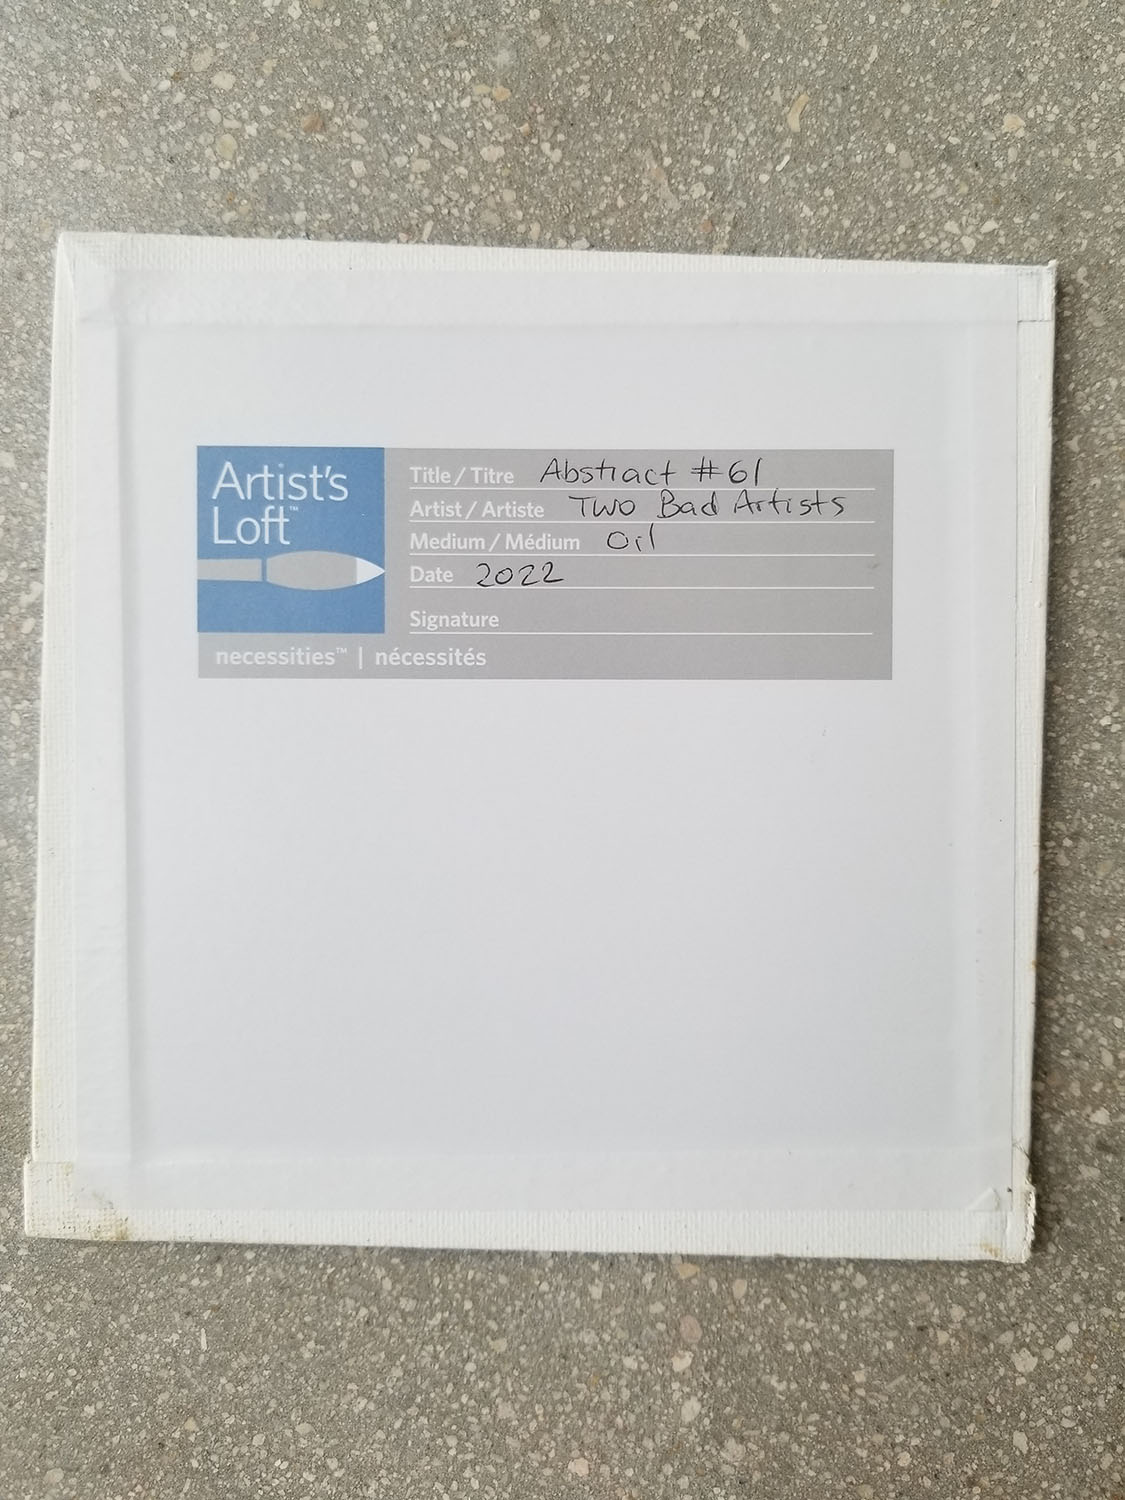 Artist's
Loft™
Title / Titre Abstract #61
Artist / Artiste Two Bad Artists
Medium / Médium Oil
Date 2022
Signature
necessities™ | nécessités